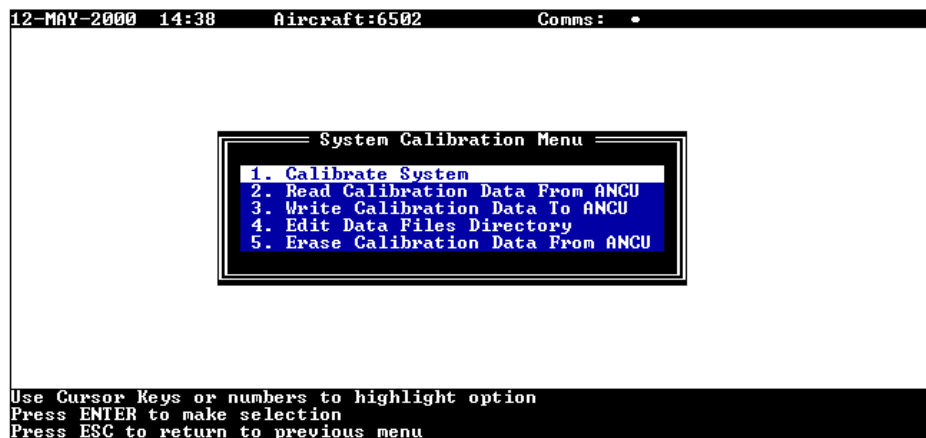 12-MAY-2000 14:38 Aircraft:6502 Comms: •
System Calibration Menu
1. Calibrate System
2. Read Calibration Data From ANCU
3. Write Calibration Data To ANCU
4. Edit Data Files Directory
5. Erase Calibration Data From ANCU
Use Cursor Keys or numbers to highlight option
Press ENTER to make selection
Press ESC to return to previous menu